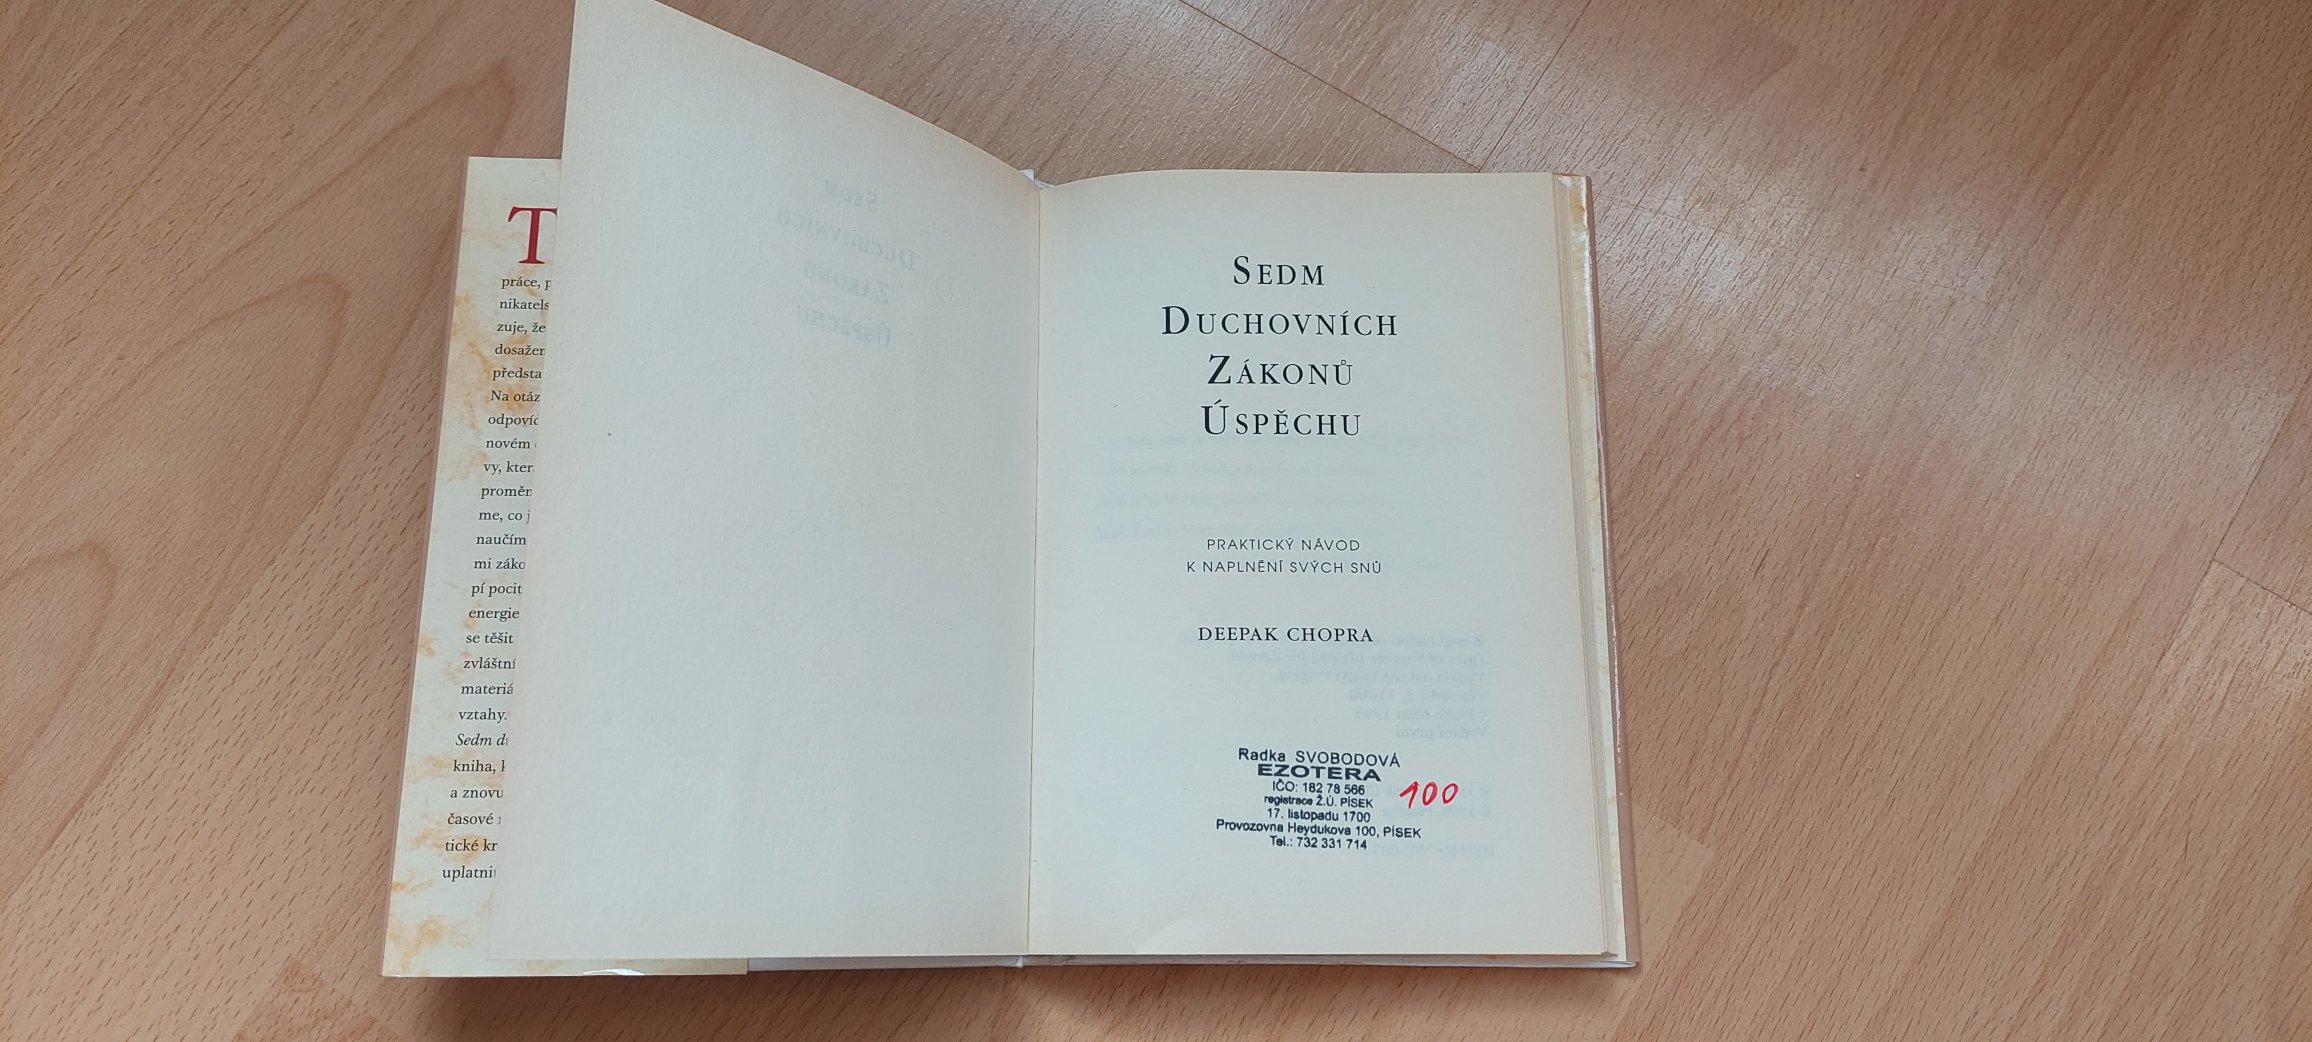 T
práce, p
nikatels
zuje, že
dosažen
předsta
Na otáz
odpovíd
novém
vy, kter
proměn
me, co j
naučím
mi záko
pí pocit
energie
se těšit
zvláštní
materiá
vztahy.
Sedm du
kniha, k
a znovu
časové
tické kr
uplatnit
SEDM
DUCHOVNÍCH
ZÁKONŮ
ÚSPĚCHU
PRAKTICKÝ NÁVOD
K NAPLNĚNÍ SVÝCH SNŮ
DEEPAK CHOPRA
Radka SVOBODOVÁ
EZOTERA
IČO: 182 78 566
100
registrace Ž.Ú. PÍSEK
17. listopadu 1700
Provozovna Heydukova 100, PÍSEK
Tel.: 732 331 714